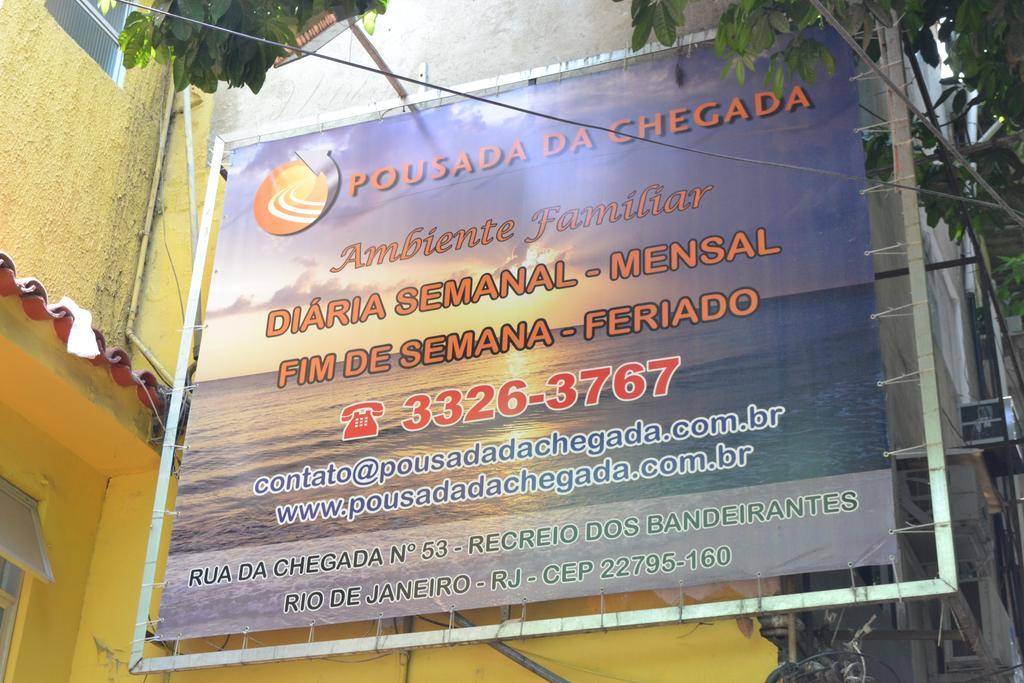 POUSADA DA CHEGADA
Ambiente Familiar
DIÁRIA SEMANAL - MENSAL
FIM DE SEMANA - FERIADO
3326-3767
contato@pousadadachegada.com.br
www.pousadadachegada.com.br
RUA DA CHEGADA Nº 53 - RECREIO DOS BANDEIRANTES
RIO DE JANEIRO - RJ - CEP 22795-160